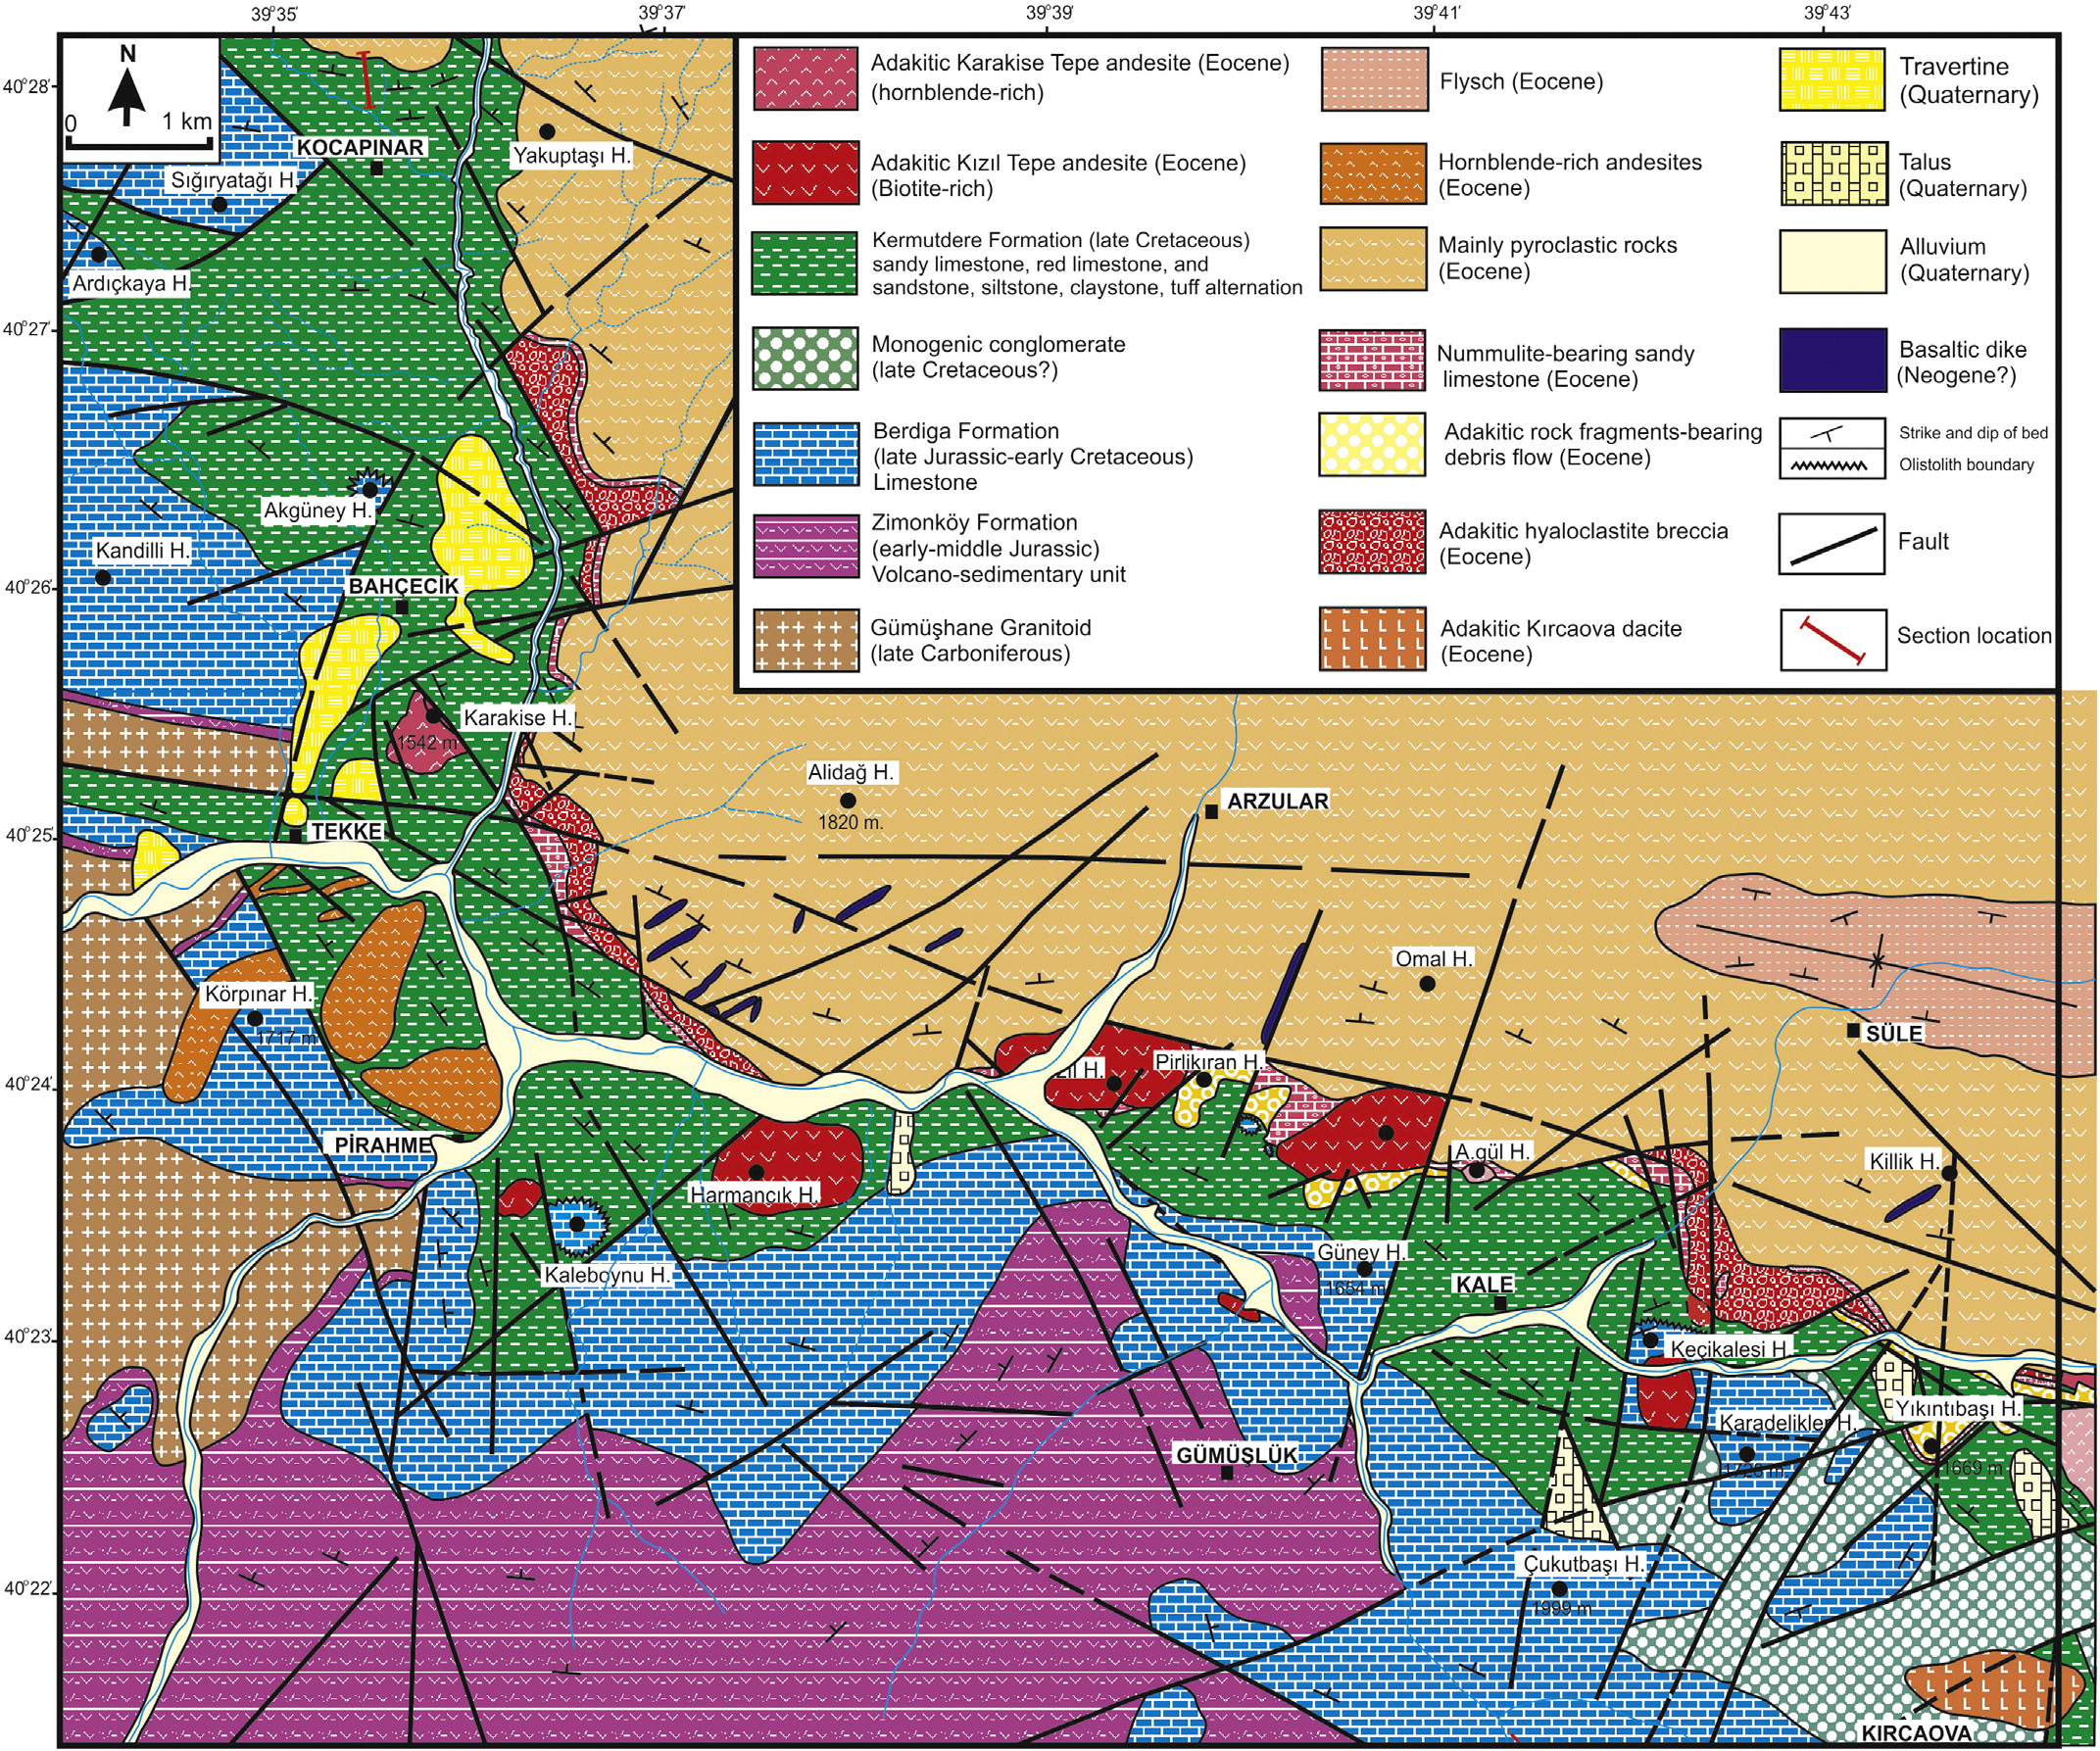 39°35′ 39°37′ 39°39′ 39°41′ 39°43′
40°28′
40°27′
40°26′
40°25′
40°24′
40°23′
40°22′
N
0 1 km
Adakitic Karakise Tepe andesite (Eocene)
(hornblende-rich)
Adakitic Kızıl Tepe andesite (Eocene)
(Biotite-rich)
Kermutdere Formation (late Cretaceous)
sandy limestone, red limestone, and
sandstone, siltstone, claystone, tuff alternation
Monogenic conglomerate
(late Cretaceous?)
Berdiga Formation
(late Jurassic-early Cretaceous)
Limestone
Zimonköy Formation
(early-middle Jurassic)
Volcano-sedimentary unit
Gümüşhane Granitoid
(late Carboniferous)
Flysch (Eocene)
Hornblende-rich andesites
(Eocene)
Mainly pyroclastic rocks
(Eocene)
Nummulite-bearing sandy
limestone (Eocene)
Adakitic rock fragments-bearing
debris flow (Eocene)
Adakitic hyaloclastite breccia
(Eocene)
Adakitic Kırcaova dacite
(Eocene)
Travertine
(Quaternary)
Talus
(Quaternary)
Alluvium
(Quaternary)
Basaltic dike
(Neogene?)
Strike and dip of bed
Olistolith boundary
Fault
Section location
KOCAPINAR
Yakuptaşı H.
Sığıryatağı H.
Ardıçkaya H.
Akgüney H.
Kandilli H.
BAHÇECİK
Karakise H.
1542 m
Alidağ H.
1820 m.
ARZULAR
TEKKE
Omal H.
Körpınar H.
1717 m
SÜLE
zıl H.
Pirlikıran H.
PİRAHME
A.gül H.
Killik H.
Harmancık H.
Kaleboynu H.
Güney H.
1654 m
KALE
Keçikalesi H.
Yıkıntıbaşı H.
Karadelikler H.
1669 m
GÜMÜŞLÜK
Çukutbaşı H.
1999 m
KIRCAOVA